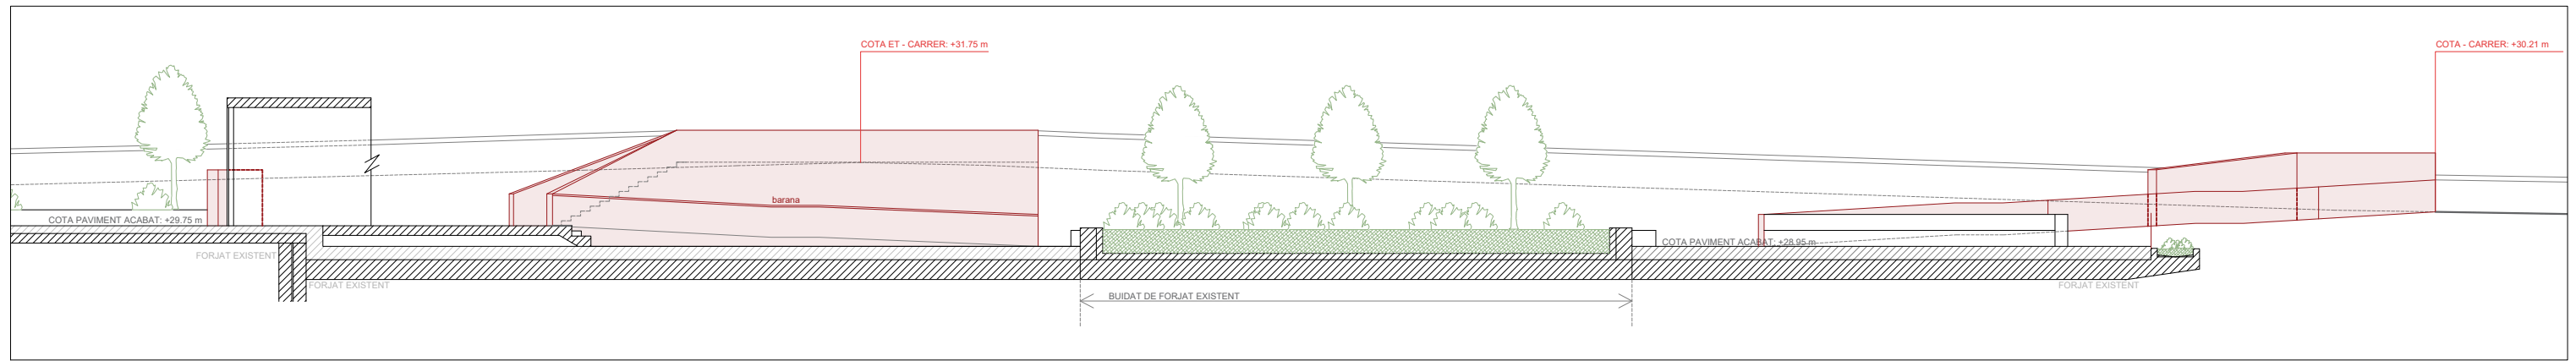 COTA ET - CARRER: +31.75 m
COTA - CARRER: +30.21 m
barana
COTA PAVIMENT ACABAT: +29.75 m
COTA PAVIMENT ACABAT: +28.95 m
FORJAT EXISTENT
FORJAT EXISTENT
FORJAT EXISTENT
BUIDAT DE FORJAT EXISTENT